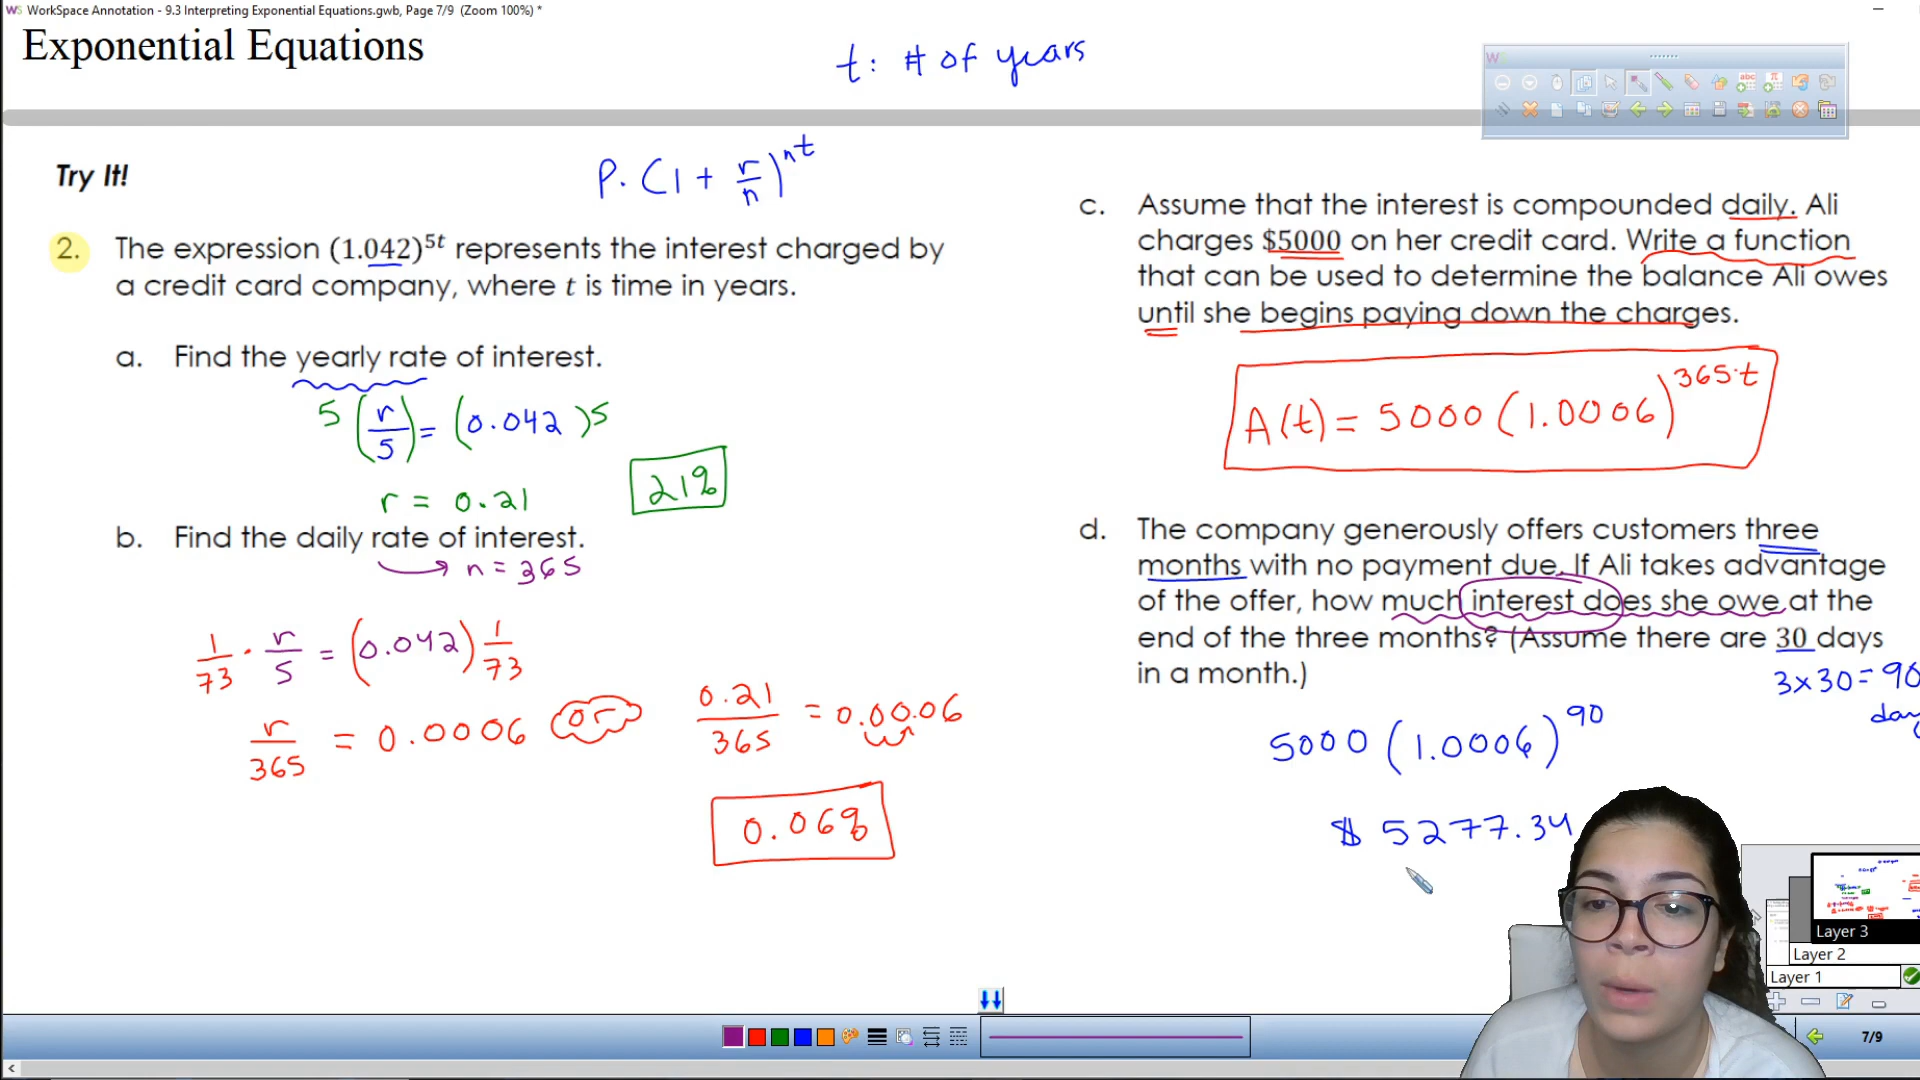 WS WorkSpace Annotation - 9.3 Interpreting Exponential Equations.gwb, Page 7/9 (Zoom 100%) *
Exponential Equations
t: # of years
WS
Try It!
P. (1 + r/n)^nt
2. The expression (1.042)^5t represents the interest charged by
a credit card company, where t is time in years.
a. Find the yearly rate of interest.
5 (r/5) = (0.042)5
r = 0.21
21%
b. Find the daily rate of interest.
n = 365
1/73 · r/5 = (0.042) 1/73
r/365 = 0.0006 or 0.21/365 = 0.00.06
0.06%
c. Assume that the interest is compounded daily. Ali
charges $5000 on her credit card. Write a function
that can be used to determine the balance Ali owes
until she begins paying down the charges.
A(t) = 5000 (1.0006)^365·t
d. The company generously offers customers three
months with no payment due. If Ali takes advantage
of the offer, how much interest does she owe at the
end of the three months? (Assume there are 30 days
in a month.)
3x30=90
5000 (1.0006)^90
$ 5277.34
Layer 3
Layer 2
Layer 1
7/9